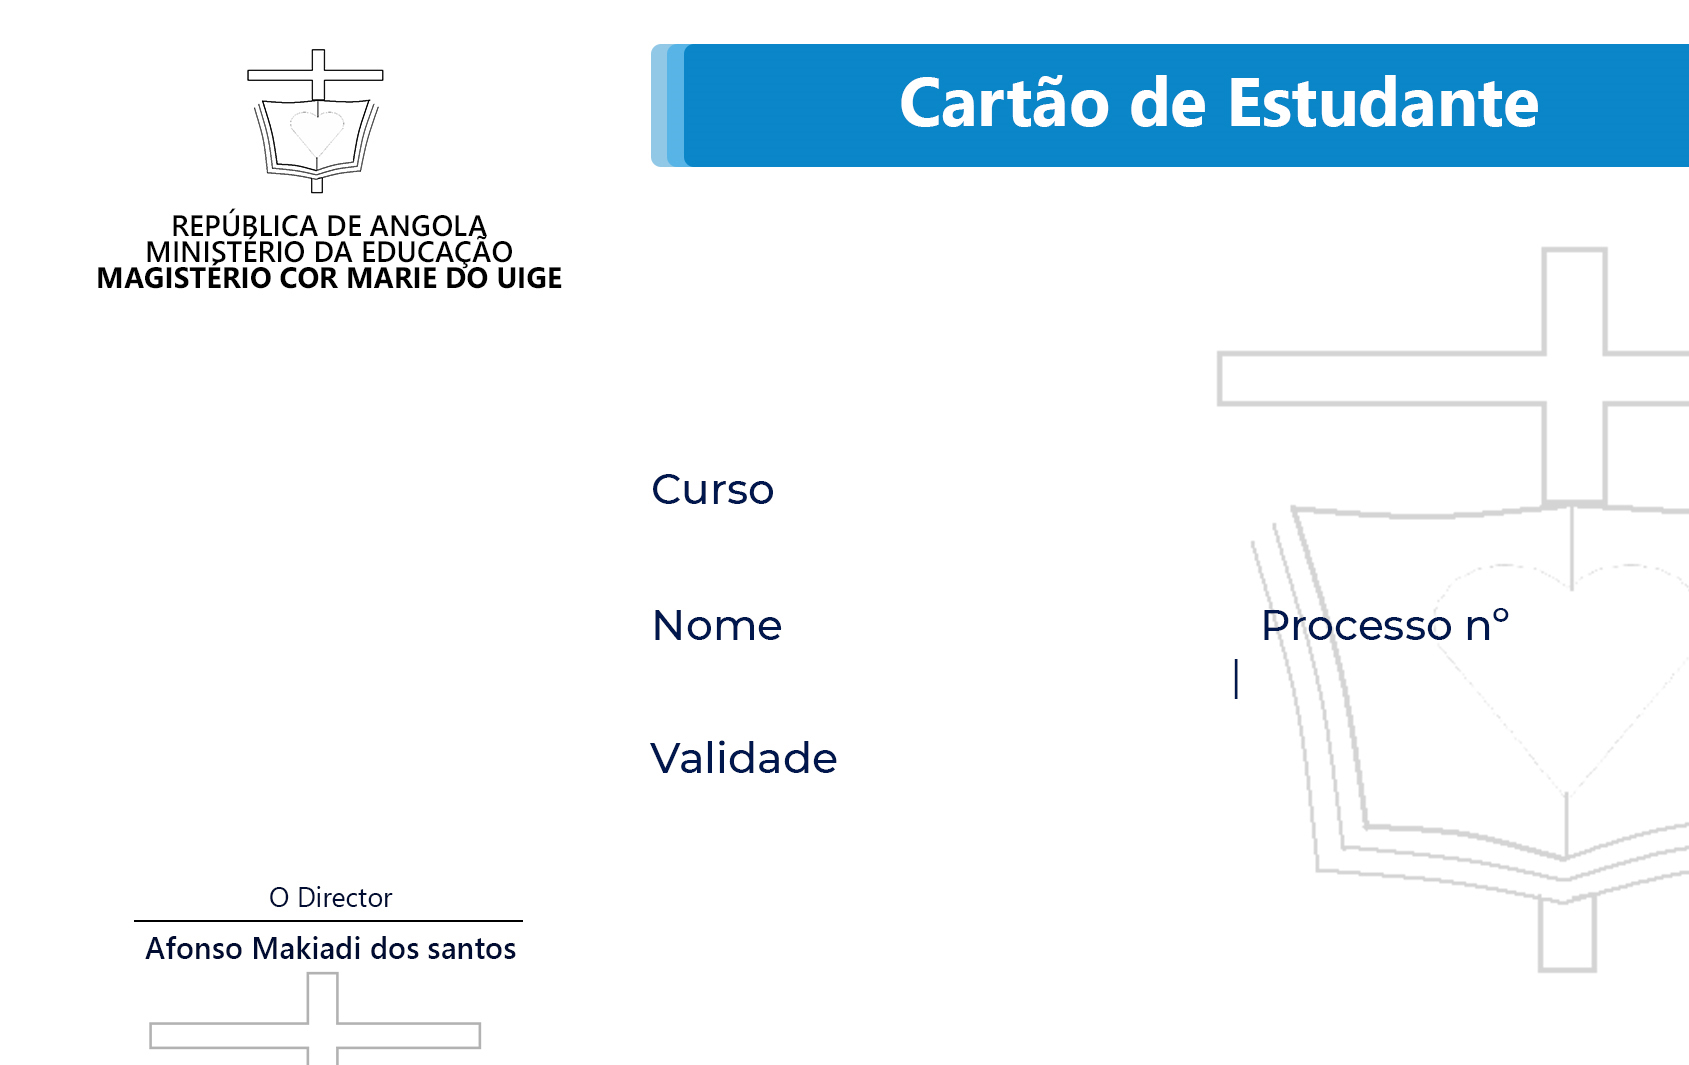 Cartão de Estudante
REPÚBLICA DE ANGOLA
MINISTÉRIO DA EDUCAÇÃO
MAGISTÉRIO COR MARIE DO UIGE
Curso
Nome
Processo nº
|
Validade
O Director
Afonso Makiadi dos santos